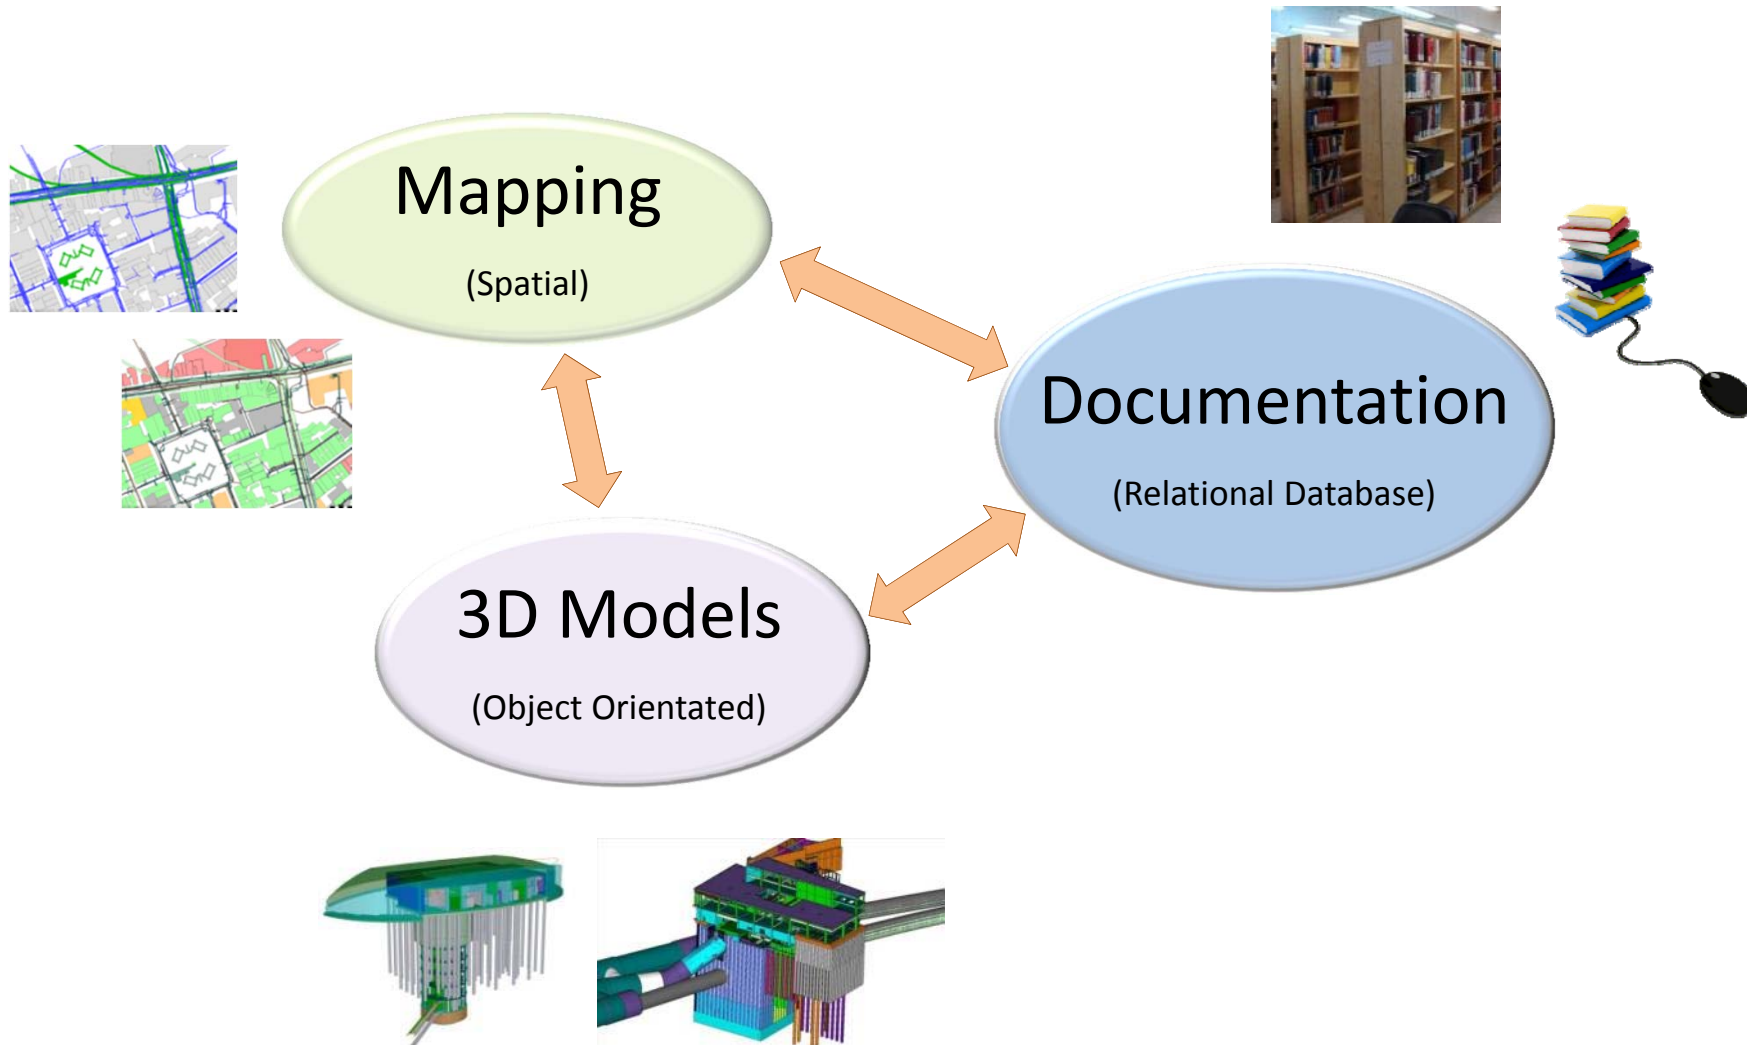 Mapping
(Spatial)
Documentation
(Relational Database)
3D Models
(Object Orientated)